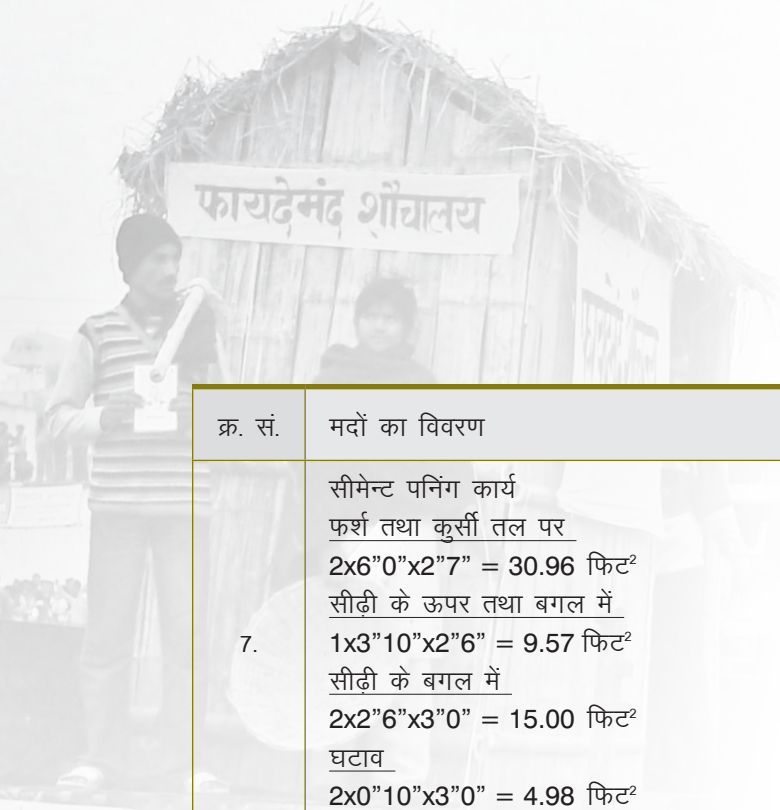 फायदेमंद शौचालय
क्र. सं. मदों का विवरण
7.
सीमेन्ट पनिंग कार्य
फर्श तथा कुर्सी तल पर
2x6”0”x2”7” = 30.96 फिट²
सीढ़ी के ऊपर तथा बगल में
1x3”10”x2”6” = 9.57 फिट²
सीढ़ी के बगल में
2x2”6”x3”0” = 15.00 फिट²
घटाव
2x0”10”x3”0” = 4.98 फिट²